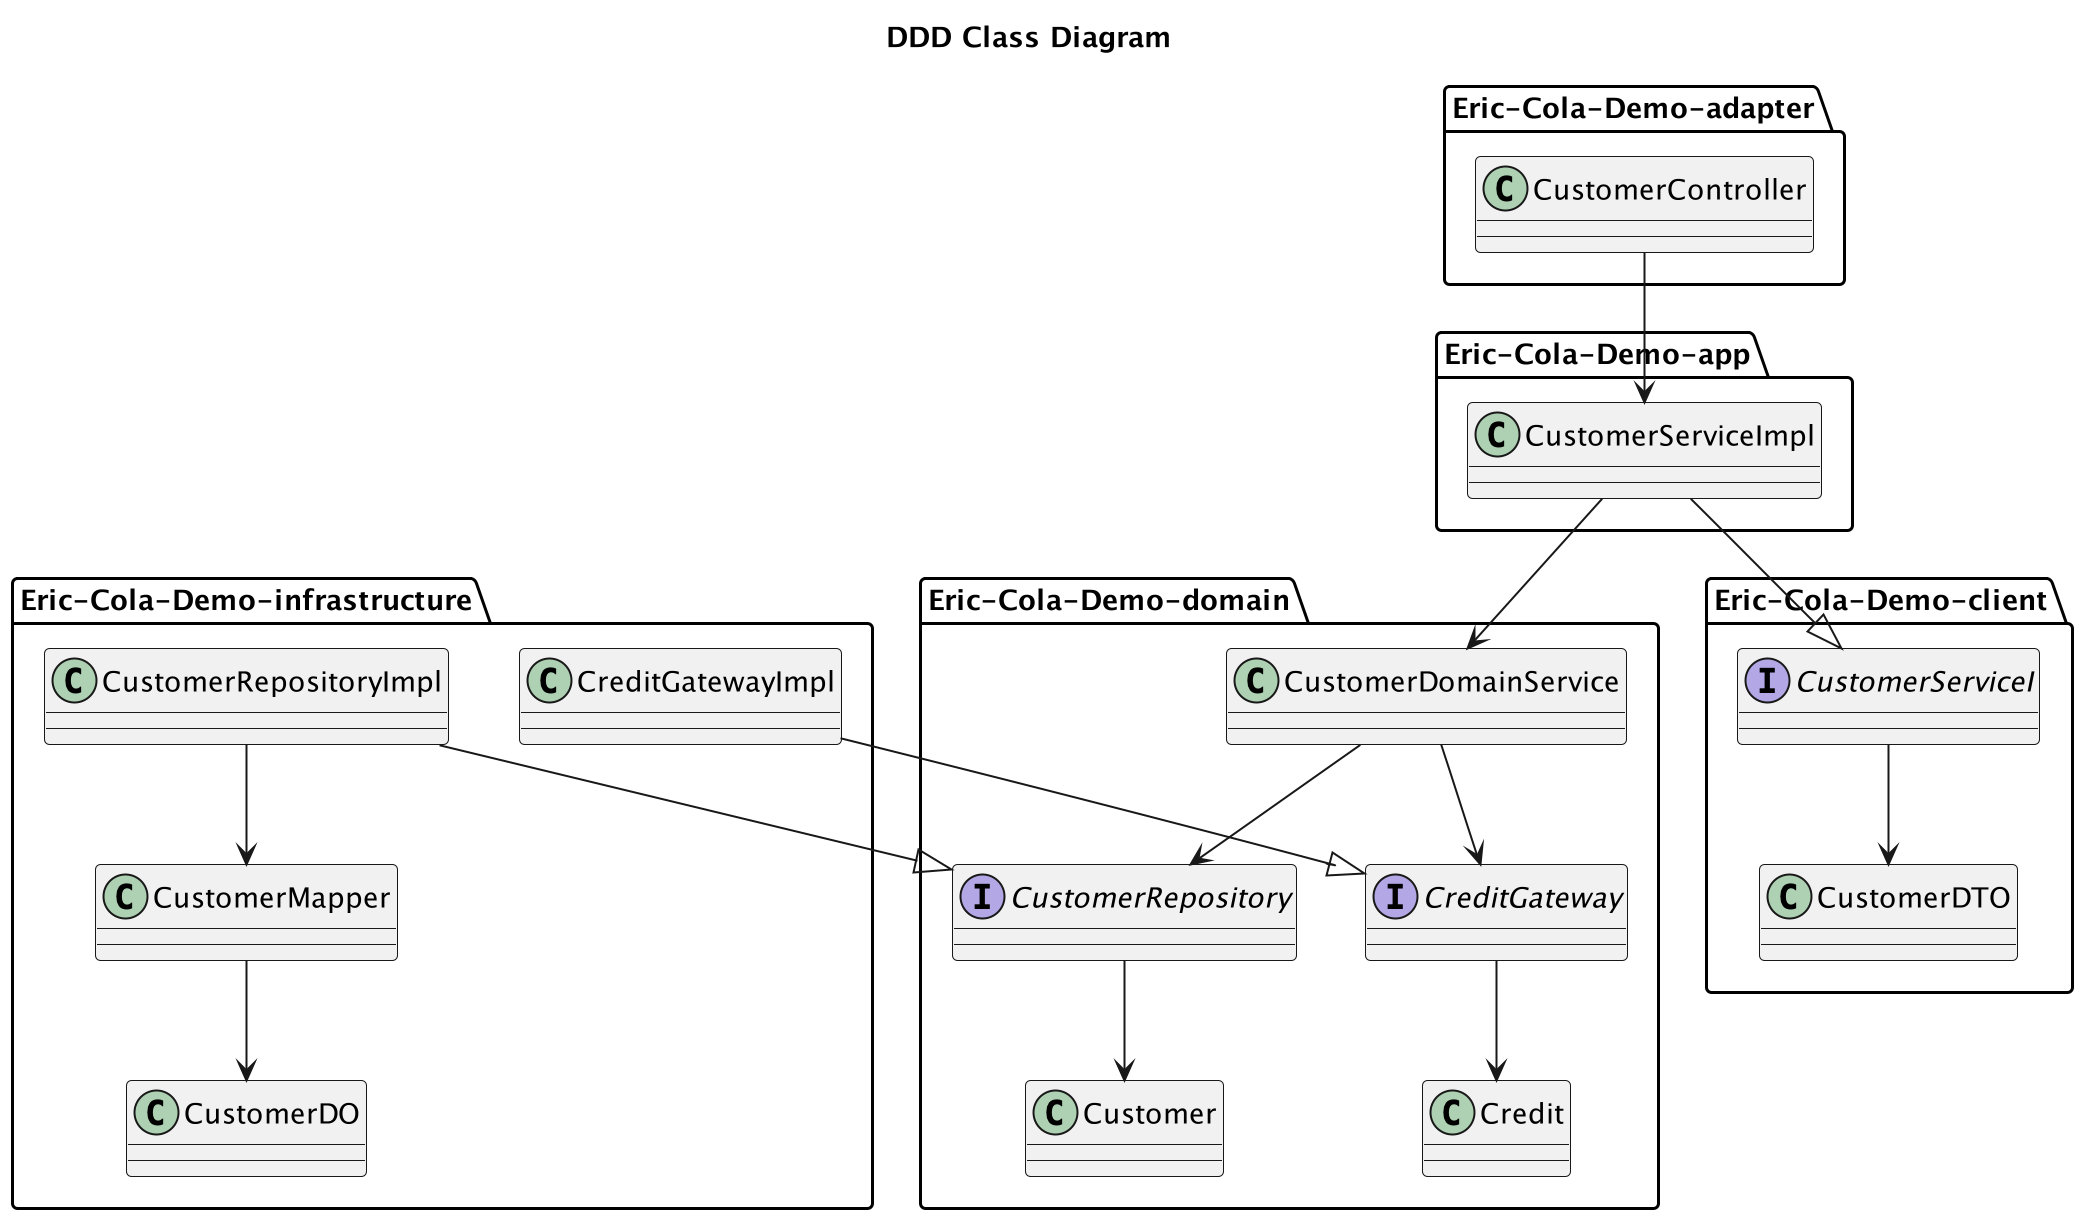 DDD Class Diagram
Eric-Cola-Demo-adapter
C CustomerController
Eric-Cola-Demo-app
C CustomerServiceImpl
Eric-Cola-Demo-infrastructure
C CustomerRepositoryImpl
C CreditGatewayImpl
C CustomerMapper
C CustomerDO
Eric-Cola-Demo-domain
C CustomerDomainService
I CustomerRepository
I CreditGateway
C Customer
C Credit
Eric-Cola-Demo-client
I CustomerServiceI
C CustomerDTO